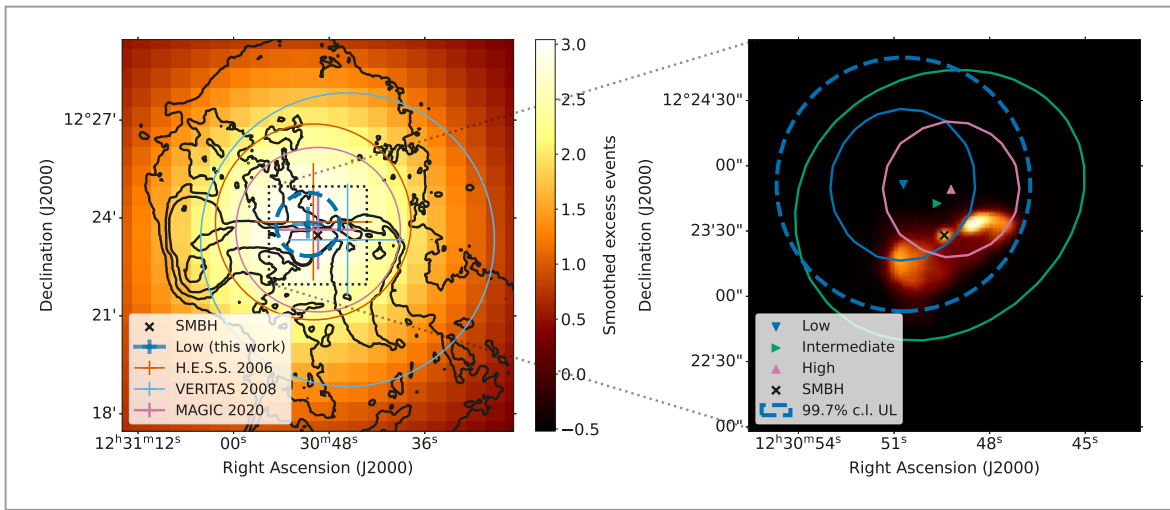 12°27'
24'
21'
18'
Declination (J2000)
12ʰ31ᵐ12ˢ
00ˢ
30ᵐ48ˢ
36ˢ
Right Ascension (J2000)
SMBH
Low (this work)
H.E.S.S. 2006
VERITAS 2008
MAGIC 2020
3.0
2.5
2.0
1.5
1.0
0.5
0.0
−0.5
Smoothed excess events
12°24'30"
00"
23'30"
00"
22'30"
00"
Declination (J2000)
12ʰ30ᵐ54ˢ
51ˢ
48ˢ
45ˢ
Right Ascension (J2000)
Low
Intermediate
High
SMBH
99.7% c.l. UL